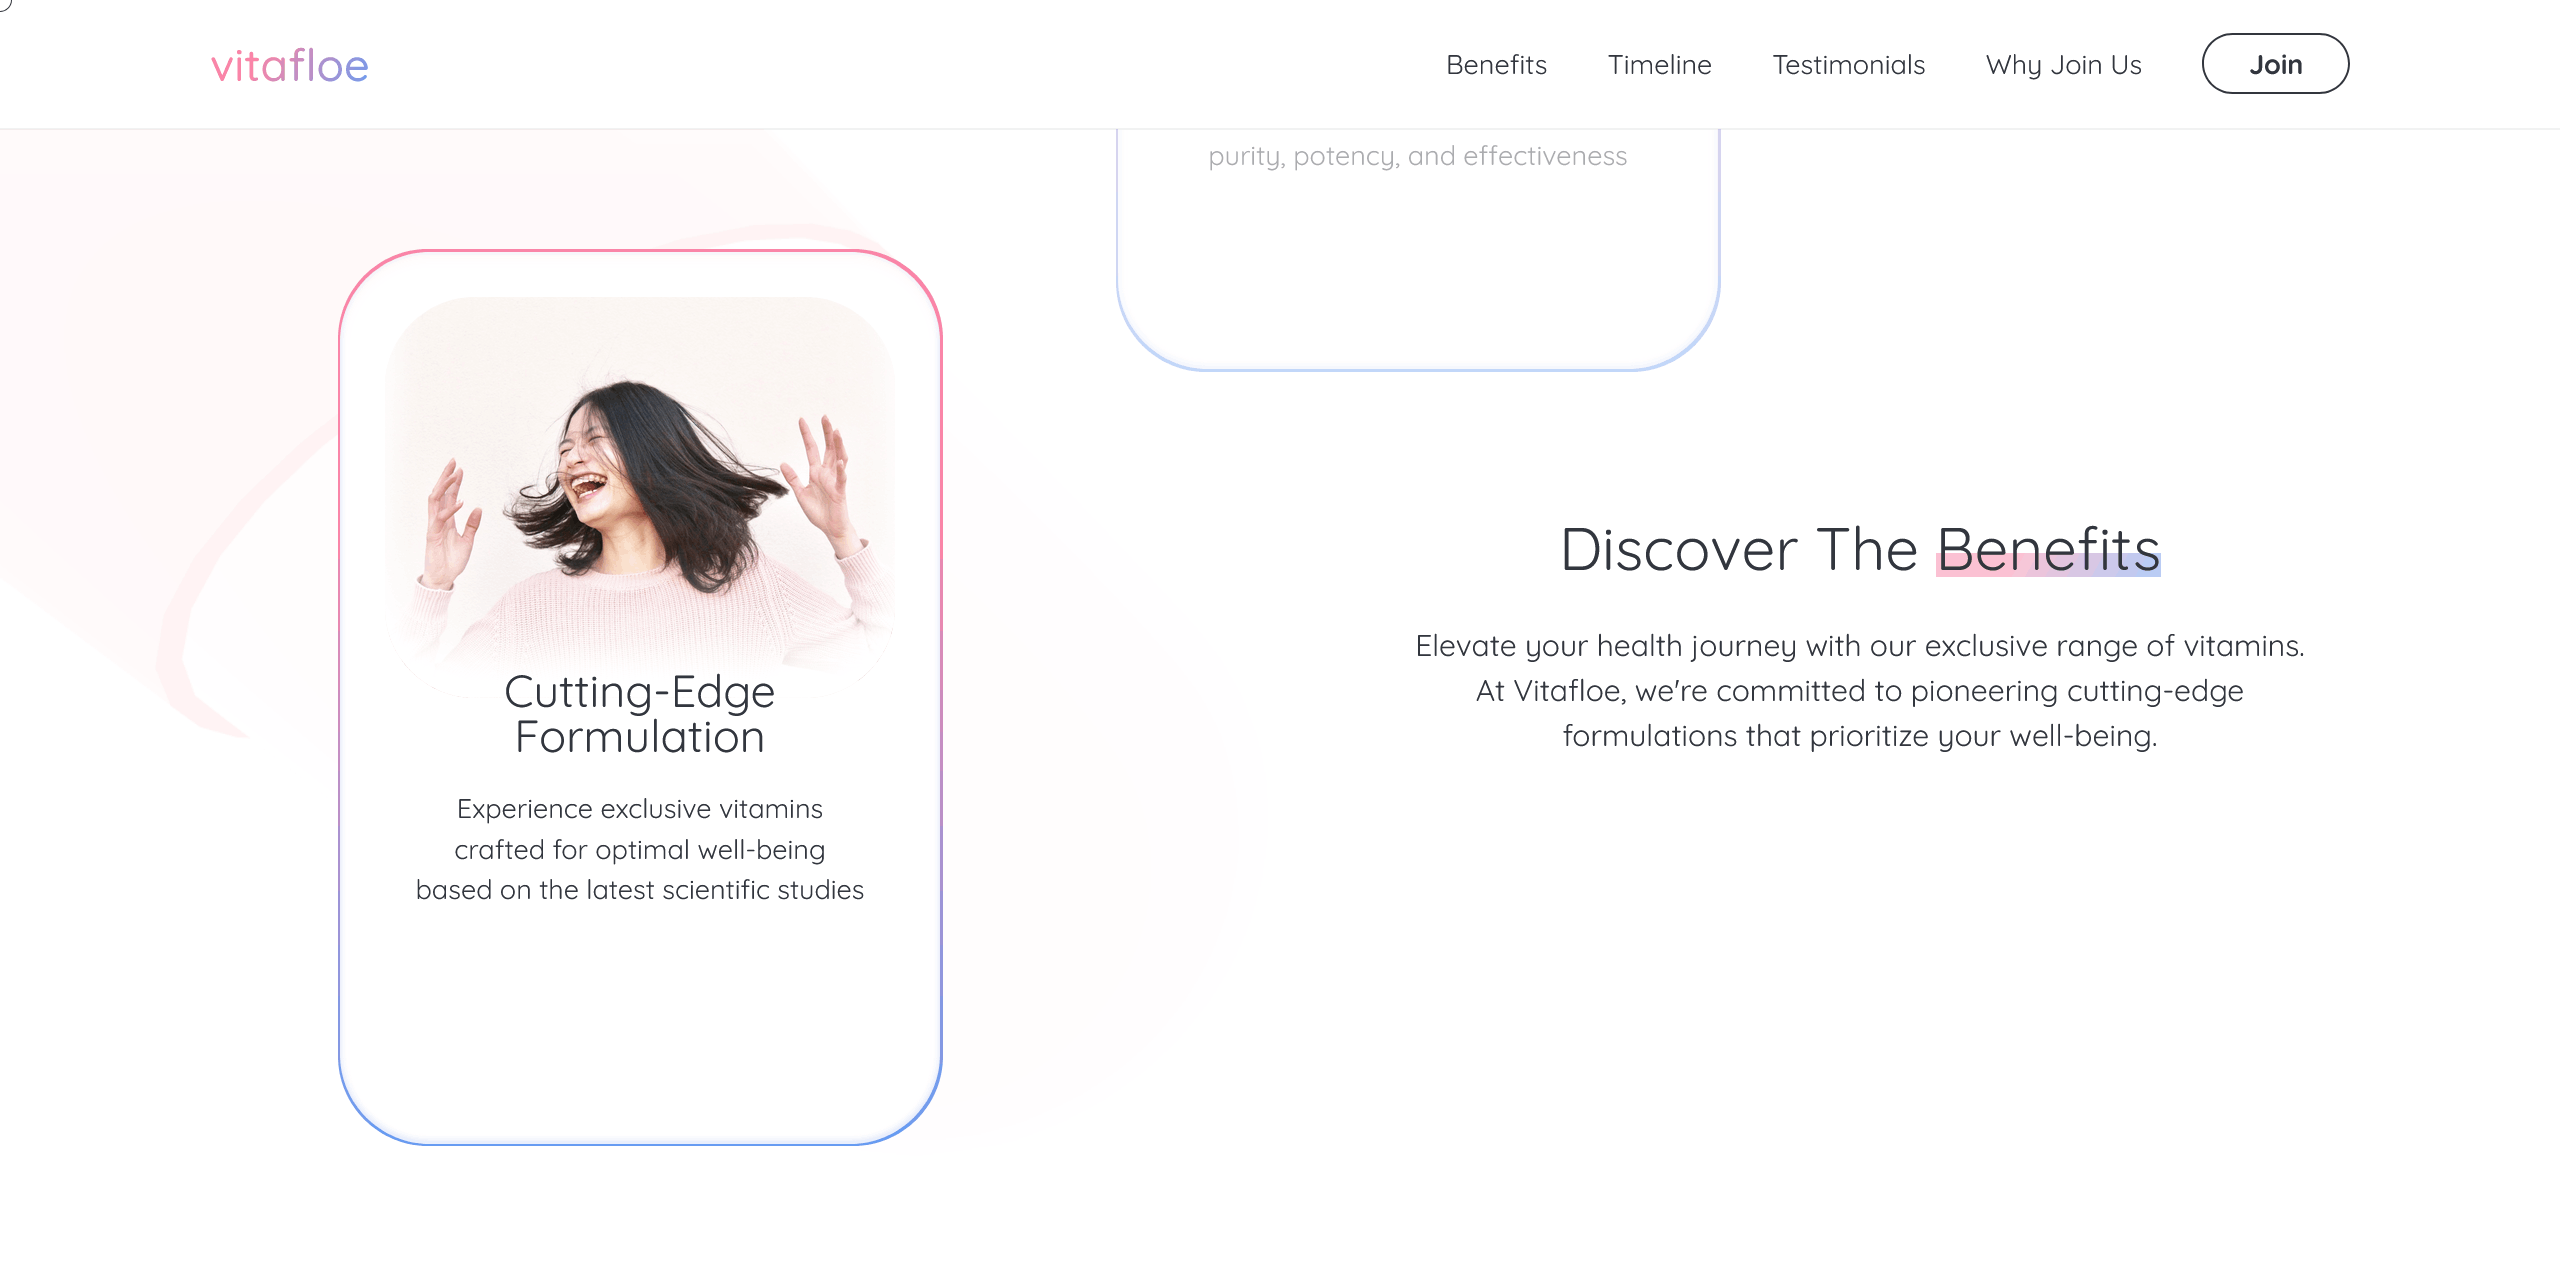 vitafloe
Benefits
Timeline
Testimonials
Why Join Us
Join
purity, potency, and effectiveness
Cutting-Edge
Formulation
Experience exclusive vitamins
crafted for optimal well-being
based on the latest scientific studies
Discover The Benefits
Elevate your health journey with our exclusive range of vitamins.
At Vitafloe, we're committed to pioneering cutting-edge
formulations that prioritize your well-being.